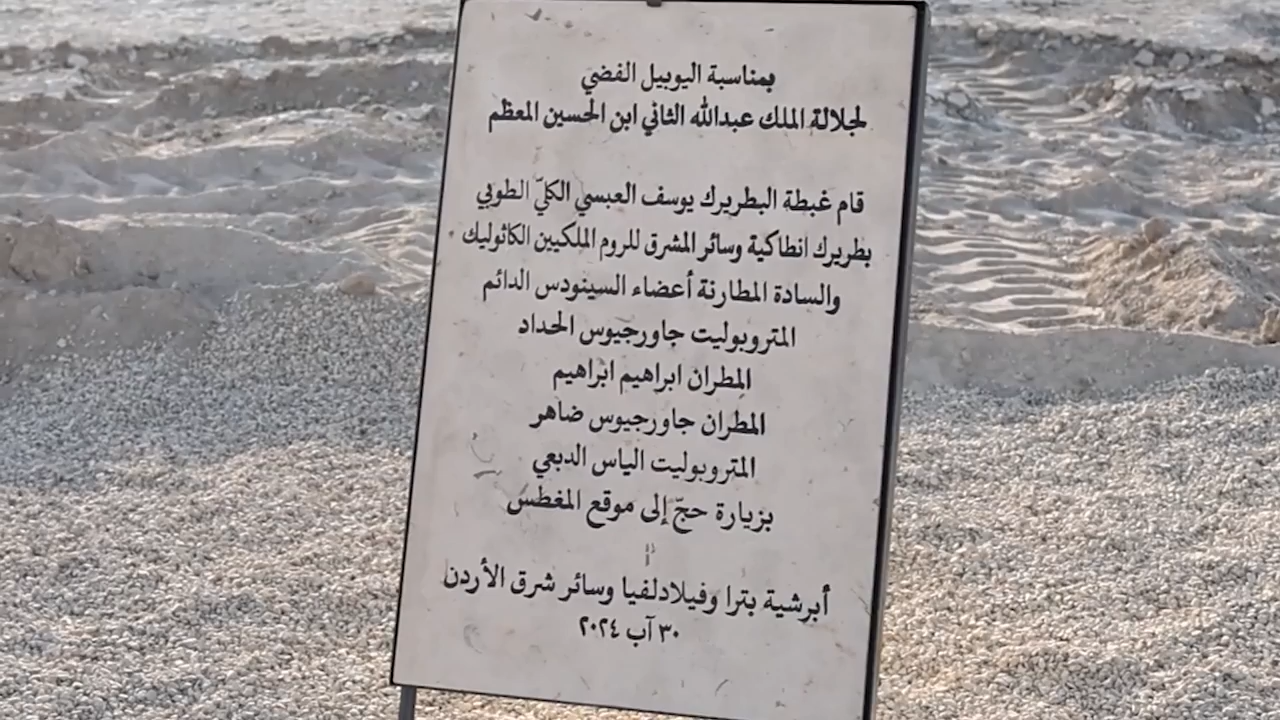 بمناسبة اليوبيل الفضي
لجلالة الملك عبدالله الثاني ابن الحسين المعظم
قام غبطة البطريرك يوسف العبسي الكليّ الطوبي
بطريرك انطاكية وسائر المشرق للروم الملكيين الكاثوليك
والسادة المطارنة أعضاء السينودس الدائم
المتروبوليت جاورجيوس الحداد
المطران ابراهيم ابراهيم
المطران جاورجيوس ضاهر
المتروبوليت الياس الدبعي
بزيارة حجّ إلى موقع المغطس
أبرشية بترا وفيلادلفيا وسائر شرق الأردن
٣٠ آب ٢٠٢٤